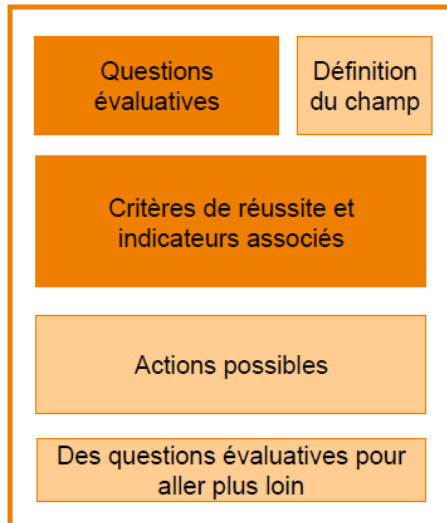 Questions
évaluatives
Définition
du champ
Critères de réussite et
indicateurs associés
Actions possibles
Des questions évaluatives pour
aller plus loin